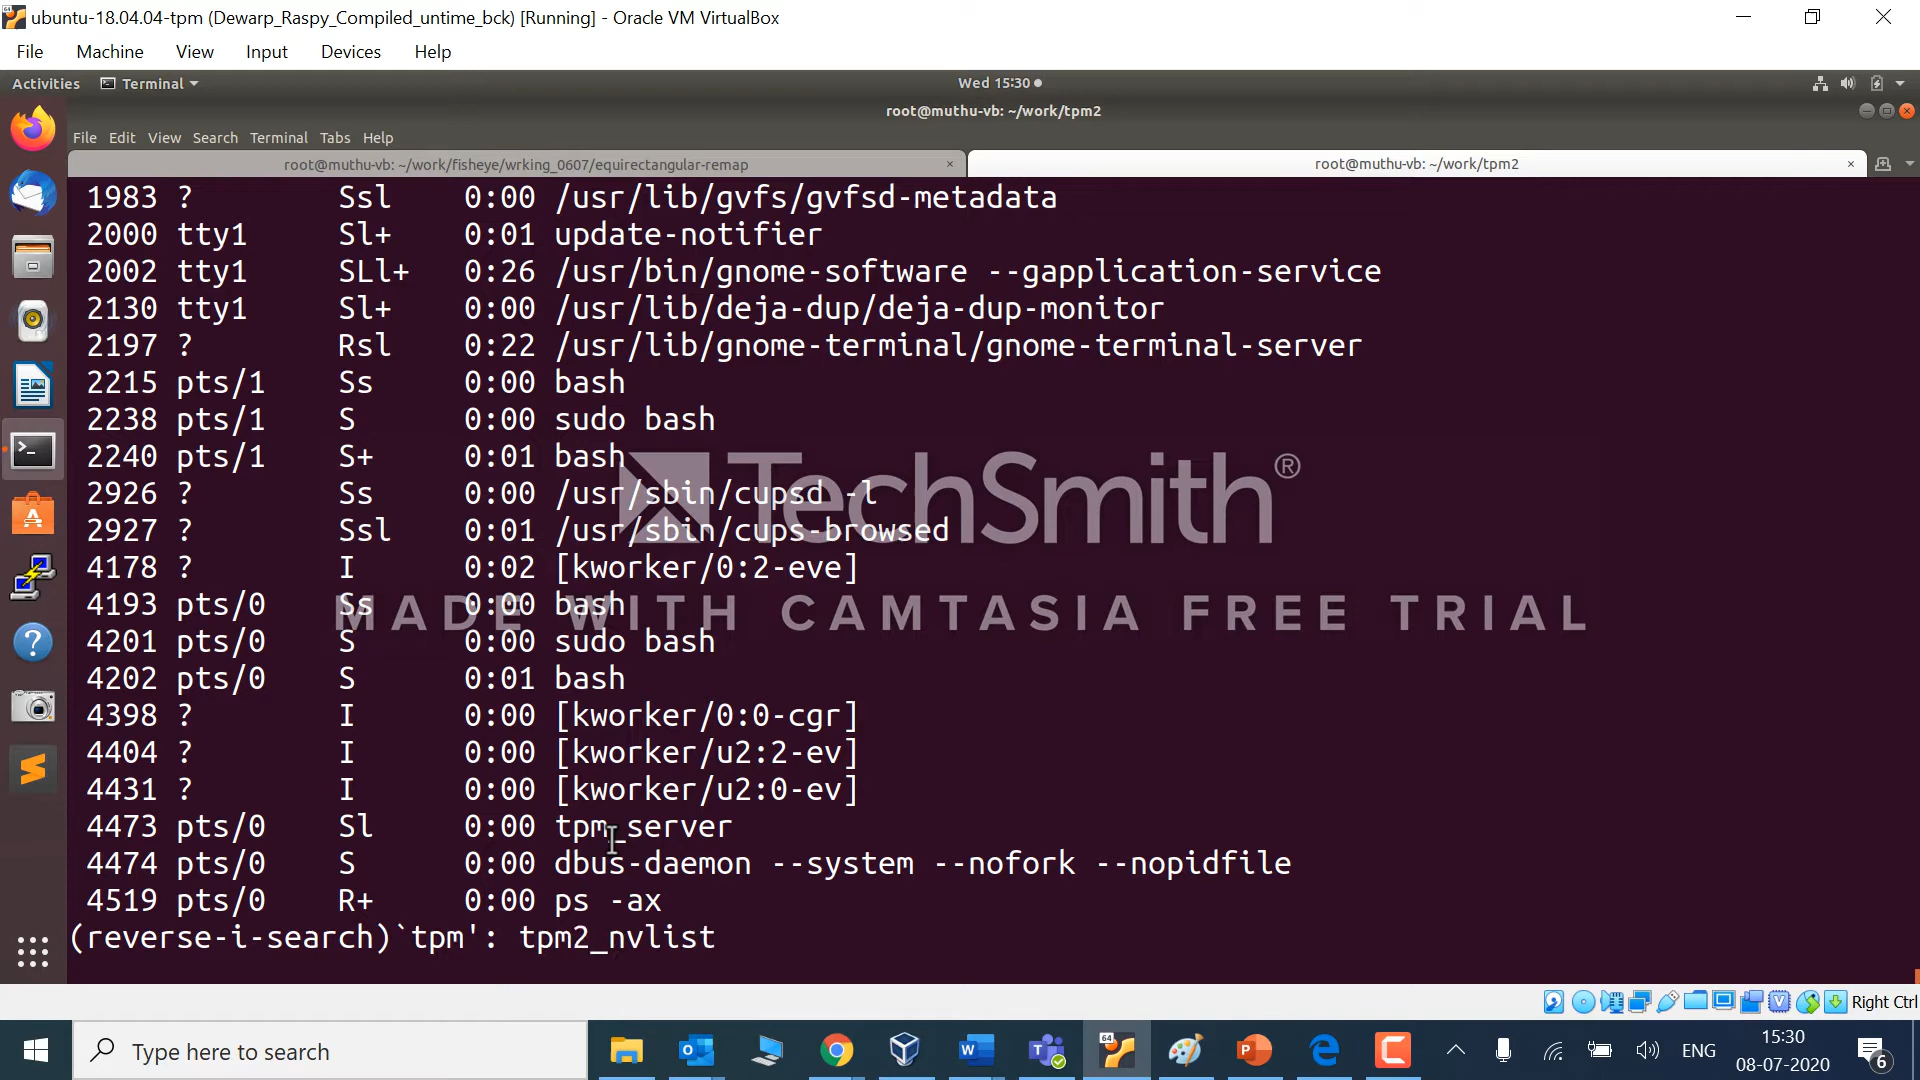 ubuntu-18.04.04-tpm (Dewarp_Raspy_Compiled_untime_bck) [Running] - Oracle VM VirtualBox
File Machine View Input Devices Help
Activities Terminal Wed 15:30
root@muthu-vb: ~/work/tpm2
File Edit View Search Terminal Tabs Help
root@muthu-vb: ~/work/fisheye/wrking_0607/equirectangular-remap × root@muthu-vb: ~/work/tpm2 ×
1983 ? Ssl 0:00 /usr/lib/gvfs/gvfsd-metadata
2000 tty1 Sl+ 0:01 update-notifier
2002 tty1 SLl+ 0:26 /usr/bin/gnome-software --gapplication-service
2130 tty1 Sl+ 0:00 /usr/lib/deja-dup/deja-dup-monitor
2197 ? Rsl 0:22 /usr/lib/gnome-terminal/gnome-terminal-server
2215 pts/1 Ss 0:00 bash
2238 pts/1 S 0:00 sudo bash
2240 pts/1 S+ 0:01 bash
TechSmith®
2926 ? Ss 0:00 /usr/sbin/cupsd -l
2927 ? Ssl 0:01 /usr/sbin/cups-browsed
4178 ? I 0:02 [kworker/0:2-eve]
4193 pts/0 Ss 0:00 bash
MADE WITH CAMTASIA FREE TRIAL
4201 pts/0 S 0:00 sudo bash
4202 pts/0 S 0:01 bash
4398 ? I 0:00 [kworker/0:0-cgr]
4404 ? I 0:00 [kworker/u2:2-ev]
4431 ? I 0:00 [kworker/u2:0-ev]
4473 pts/0 Sl 0:00 tpm_server
4474 pts/0 S 0:00 dbus-daemon --system --nofork --nopidfile
4519 pts/0 R+ 0:00 ps -ax
(reverse-i-search)`tpm': tpm2_nvlist
Right Ctrl
Type here to search
ENG
15:30
08-07-2020
6